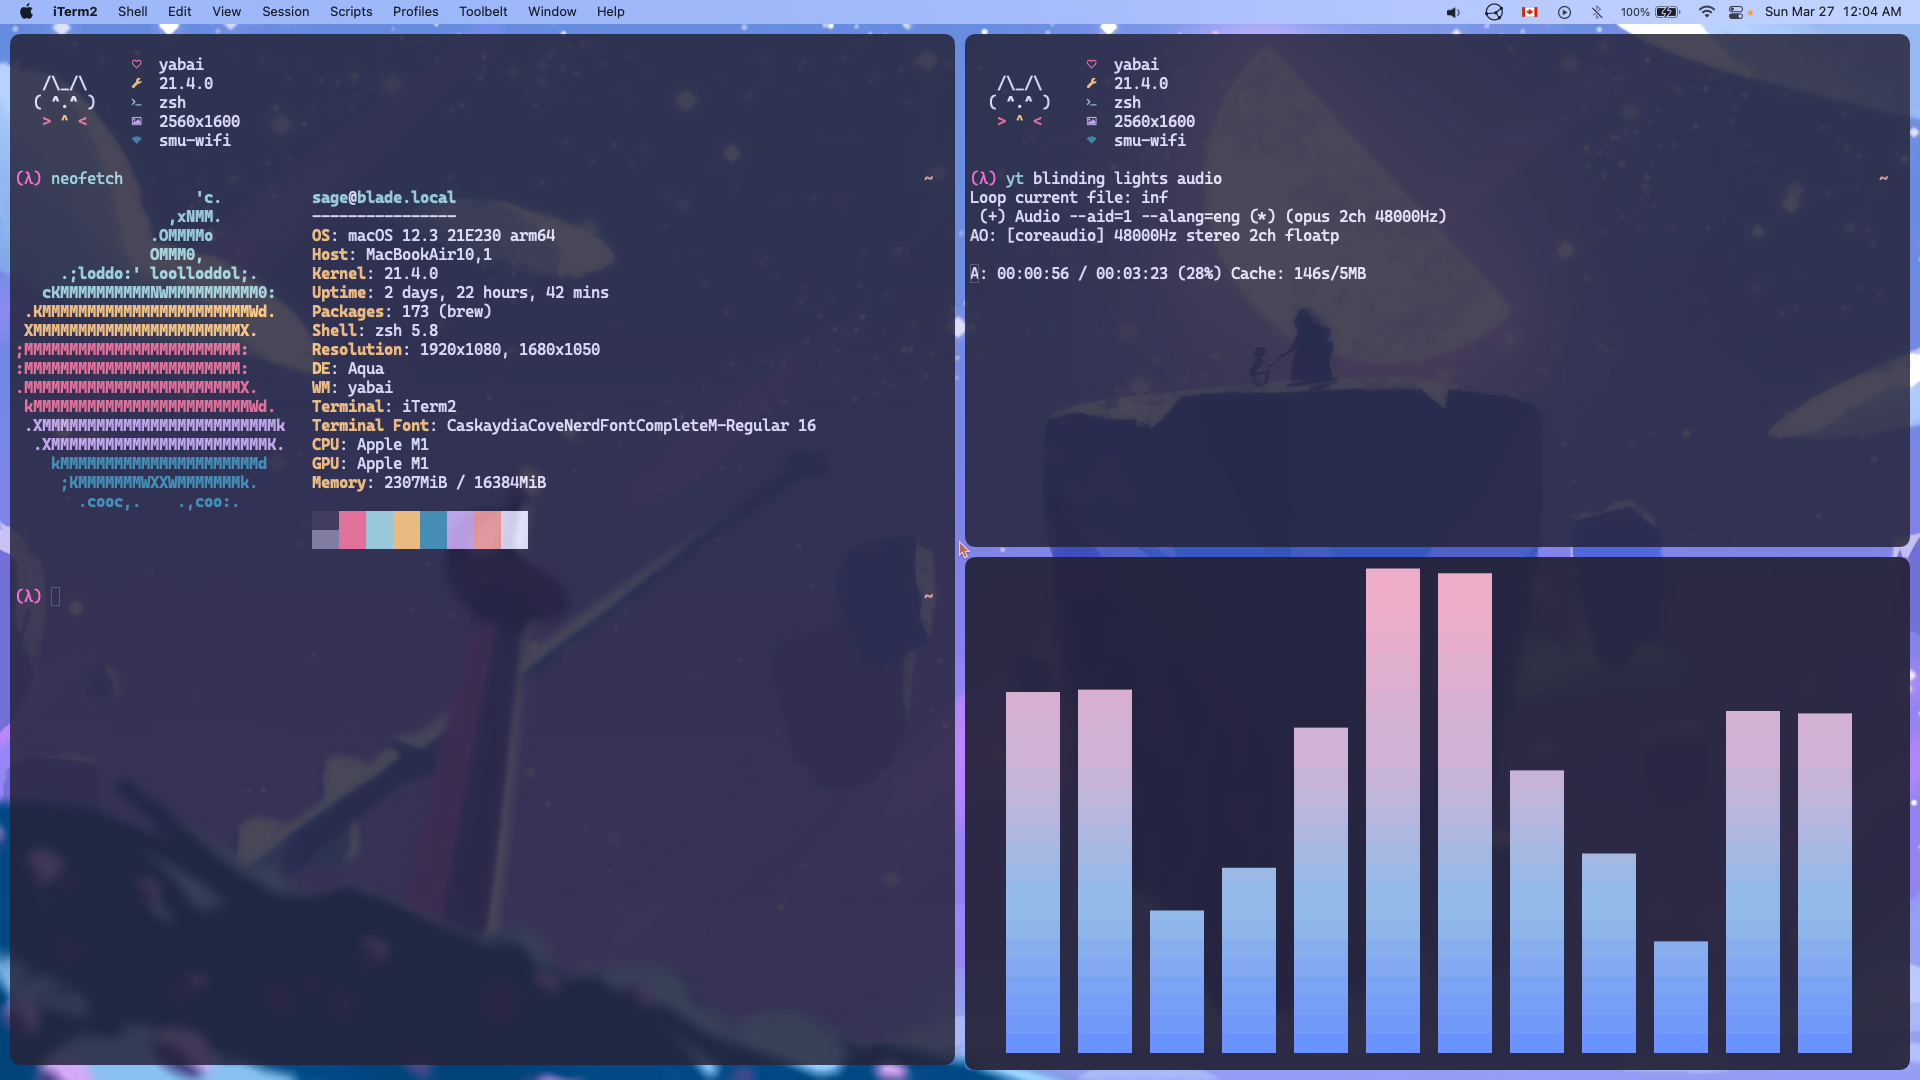 iTerm2 Shell Edit View Session Scripts Profiles Toolbelt Window Help 100% Sun Mar 27 12:04 AM
yabai
/\_/\ 21.4.0
( ^.^ ) zsh
> ^ < 2560x1600
smu-wifi
(λ) neofetch ~
'c. sage@blade.local
,xNMM. ----------------
.OMMMMo OS: macOS 12.3 21E230 arm64
OMMM0, Host: MacBookAir10,1
.;loddo:' loolloddol;. Kernel: 21.4.0
cKMMMMMMMMMMNWMMMMMMMMMM0: Uptime: 2 days, 22 hours, 42 mins
.KMMMMMMMMMMMMMMMMMMMMMMMWd. Packages: 173 (brew)
XMMMMMMMMMMMMMMMMMMMMMMMX. Shell: zsh 5.8
;MMMMMMMMMMMMMMMMMMMMMMMM: Resolution: 1920x1080, 1680x1050
:MMMMMMMMMMMMMMMMMMMMMMMM: DE: Aqua
.MMMMMMMMMMMMMMMMMMMMMMMMX. WM: yabai
kMMMMMMMMMMMMMMMMMMMMMMMMWd. Terminal: iTerm2
.XMMMMMMMMMMMMMMMMMMMMMMMMMMk Terminal Font: CaskaydiaCoveNerdFontCompleteM-Regular 16
.XMMMMMMMMMMMMMMMMMMMMMMMMK. CPU: Apple M1
kMMMMMMMMMMMMMMMMMMMMMMd GPU: Apple M1
;KMMMMMMMWXXWMMMMMMMk. Memory: 2307MiB / 16384MiB
.cooc,. .,coo:.
(λ) ~
yabai
/\_/\ 21.4.0
( ^.^ ) zsh
> ^ < 2560x1600
smu-wifi
(λ) yt blinding lights audio ~
Loop current file: inf
(+) Audio --aid=1 --alang=eng (*) (opus 2ch 48000Hz)
AO: [coreaudio] 48000Hz stereo 2ch floatp
A: 00:00:56 / 00:03:23 (28%) Cache: 146s/5MB